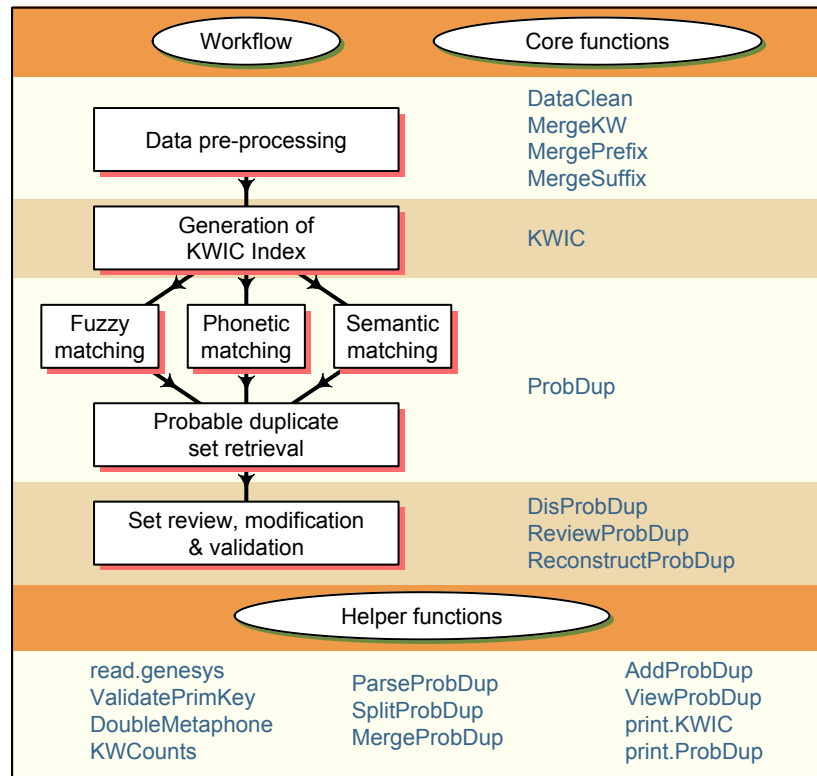 Workflow
Core functions
Data pre-processing
DataClean
MergeKW
MergePrefix
MergeSuffix
Generation of
KWIC Index
KWIC
Fuzzy
matching
Phonetic
matching
Semantic
matching
Probable duplicate
set retrieval
ProbDup
Set review, modification
& validation
DisProbDup
ReviewProbDup
ReconstructProbDup
Helper functions
read.genesys
ValidatePrimKey
DoubleMetaphone
KWCounts
ParseProbDup
SplitProbDup
MergeProbDup
AddProbDup
ViewProbDup
print.KWIC
print.ProbDup